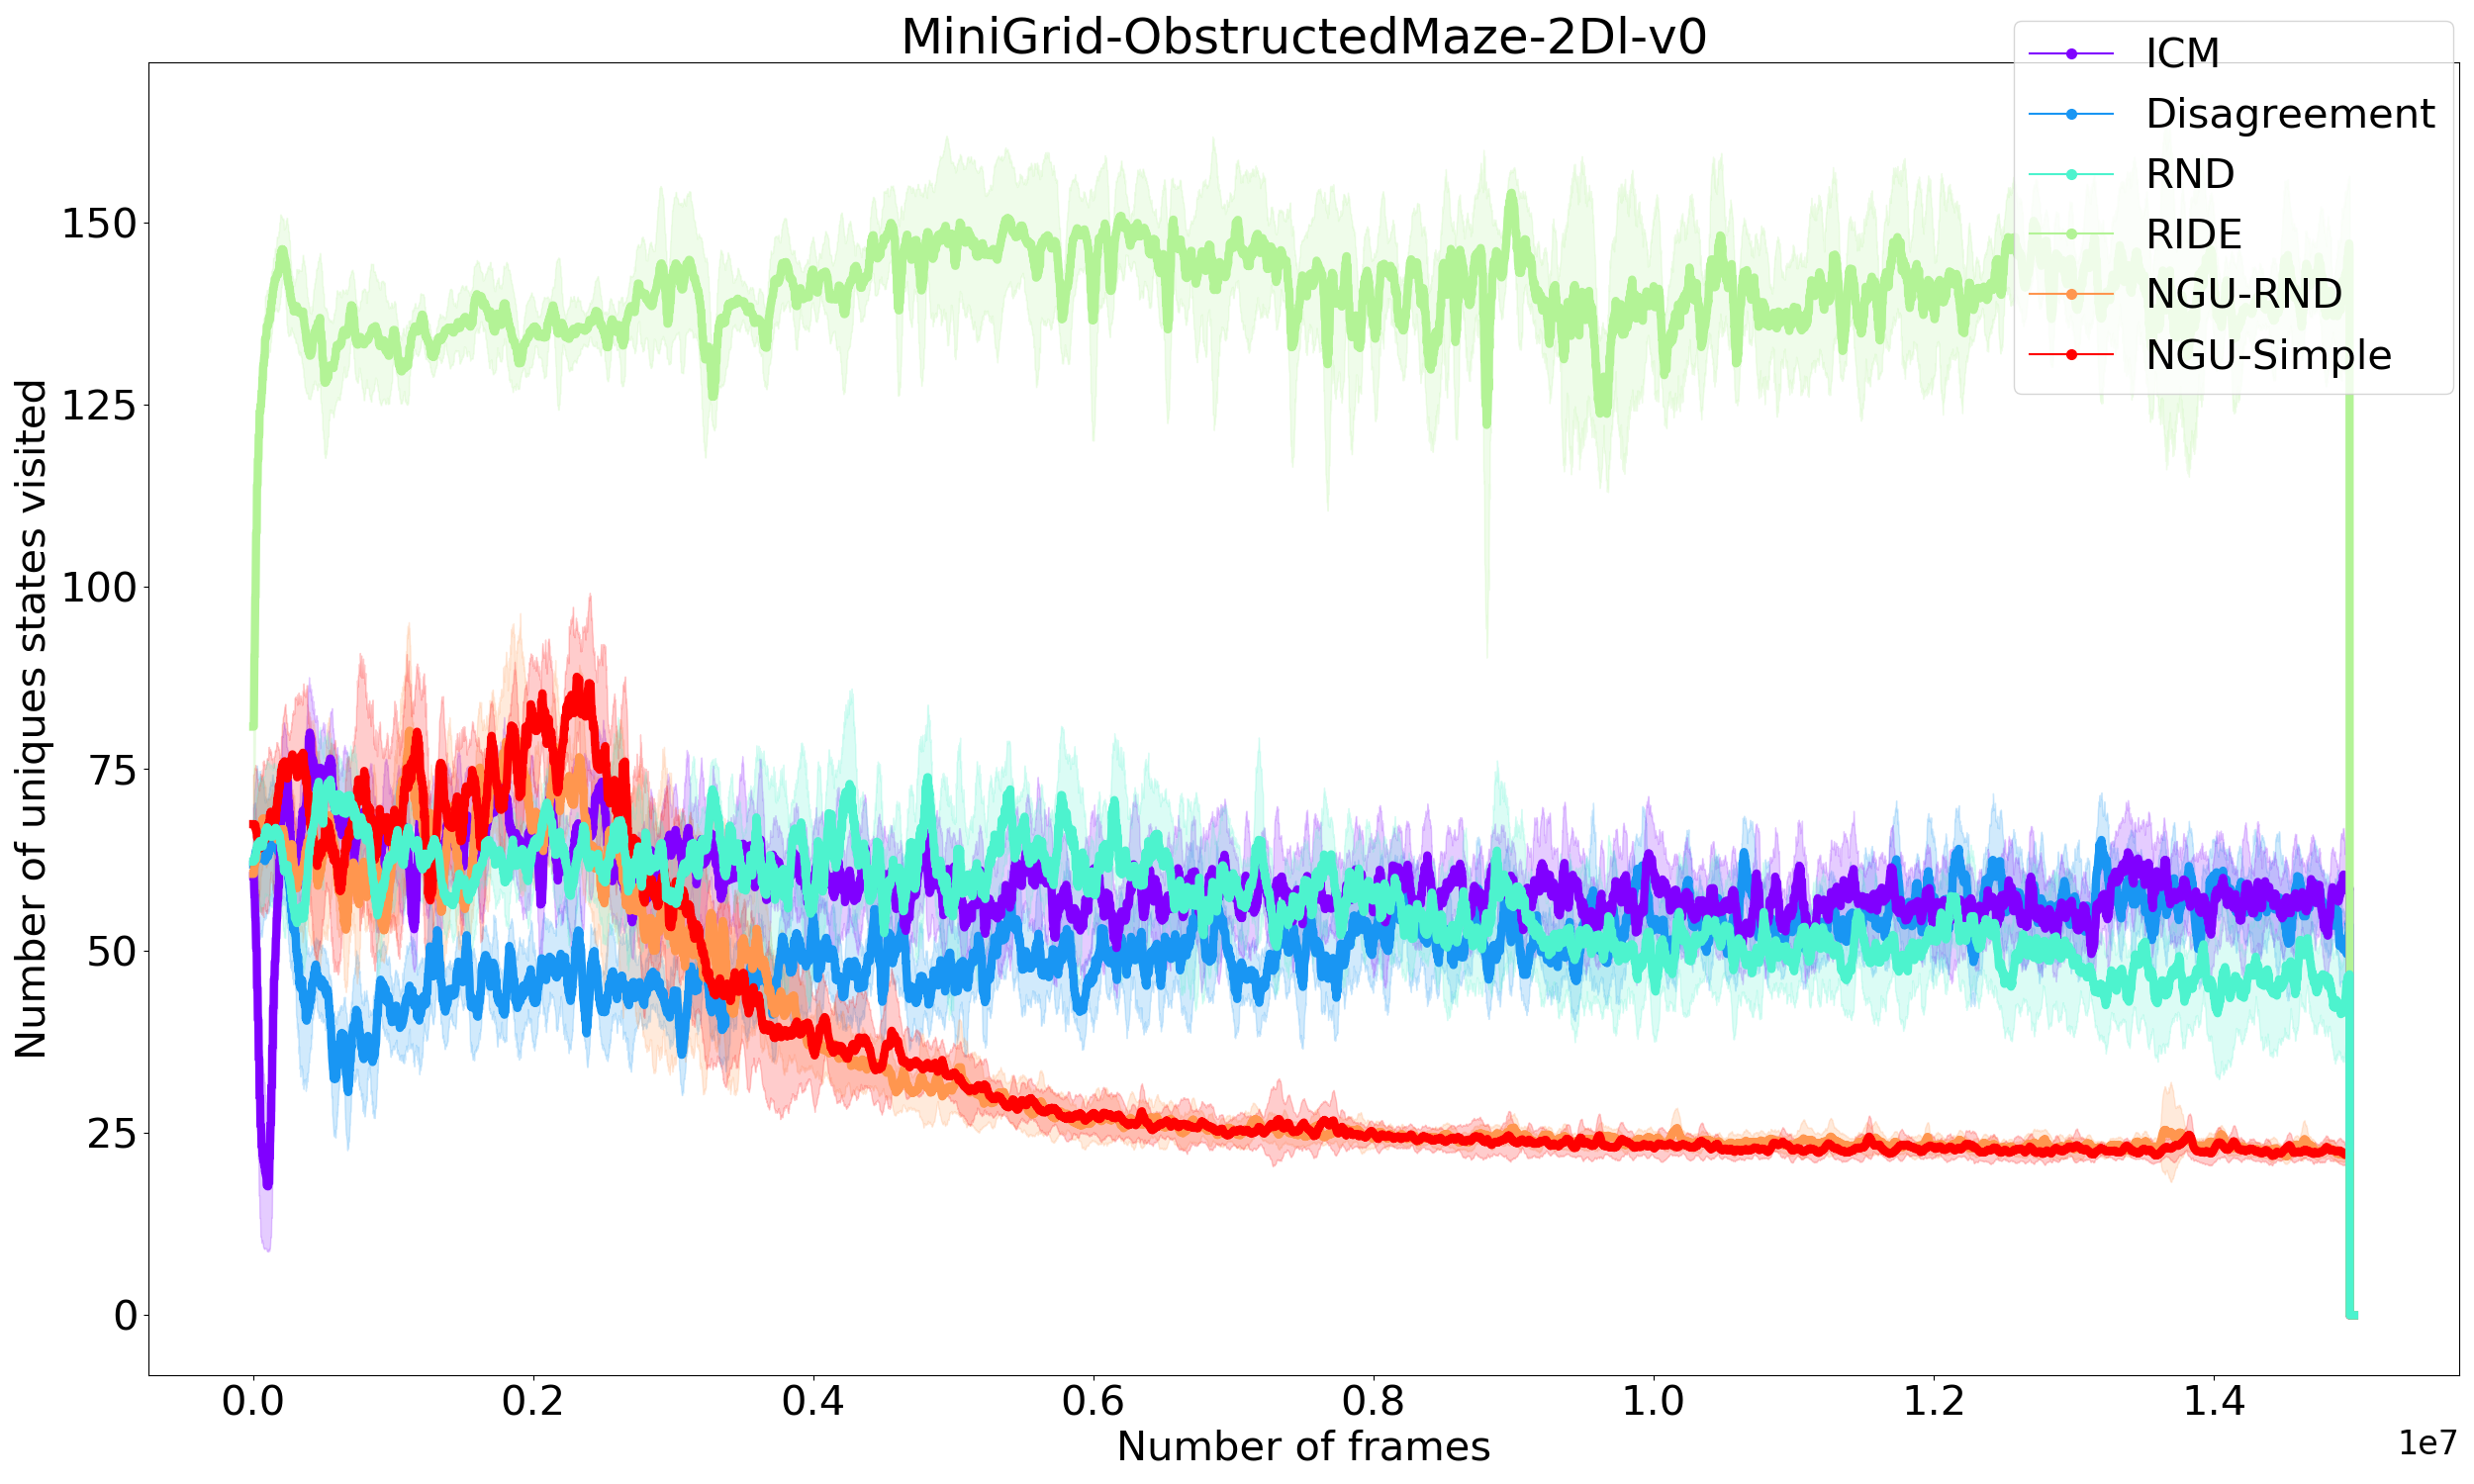 MiniGrid-ObstructedMaze-2Dl-v0
ICM
Disagreement
RND
RIDE
NGU-RND
NGU-Simple
Number of uniques states visited
150
125
100
75
50
25
0
0.0 0.2 0.4 0.6 0.8 1.0 1.2 1.4
Number of frames
1e7